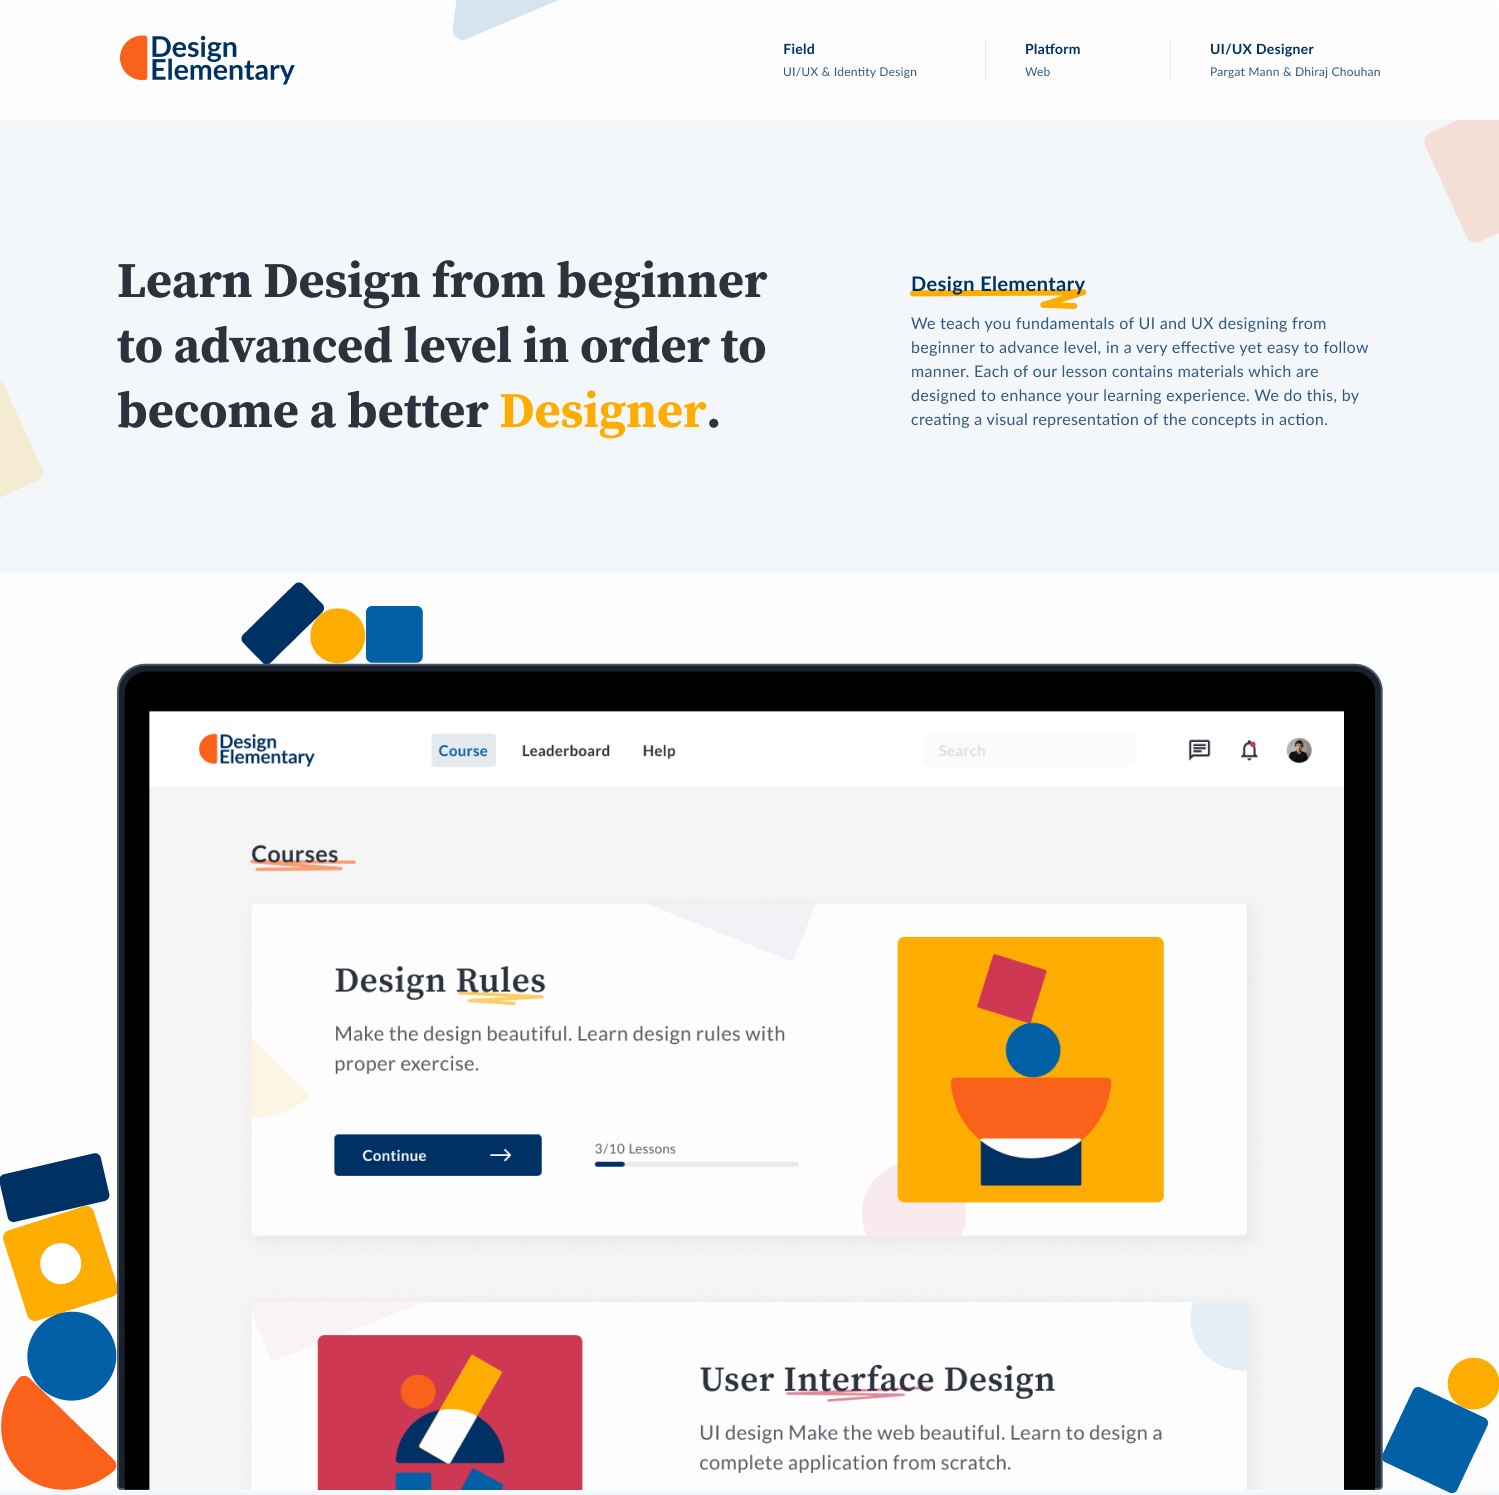 Design
Elementary
Field
UI/UX & Identity Design
Platform
Web
UI/UX Designer
Pargat Mann & Dhiraj Chouhan
Learn Design from beginner
to advanced level in order to
become a better Designer.
Design Elementary
We teach you fundamentals of UI and UX designing from
beginner to advance level, in a very effective yet easy to follow
manner. Each of our lesson contains materials which are
designed to enhance your learning experience. We do this, by
creating a visual representation of the concepts in action.
Design
Elementary
Course
Leaderboard
Help
Search
Courses
Design Rules
Make the design beautiful. Learn design rules with
proper exercise.
Continue
3/10 Lessons
User Interface Design
UI design Make the web beautiful. Learn to design a
complete application from scratch.